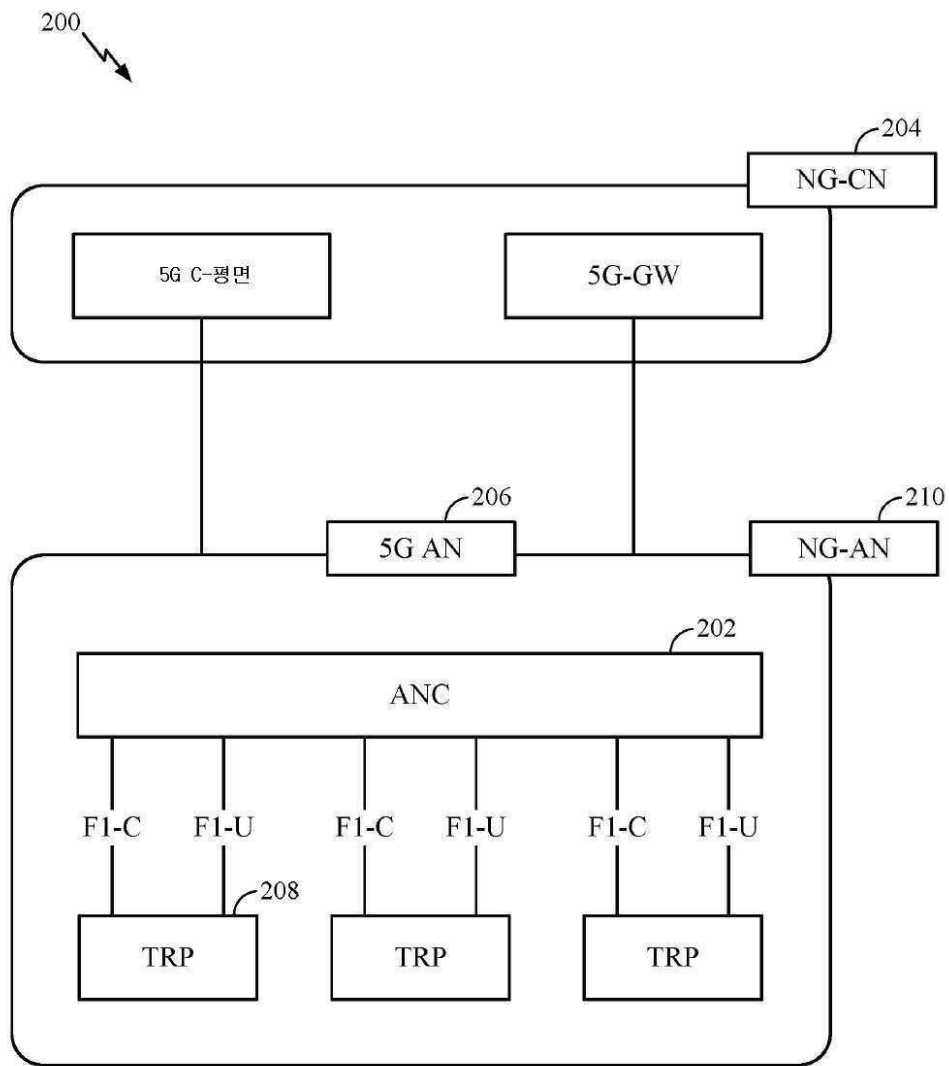 200
204
NG-CN
5G C-평면
5G-GW
206
210
5G AN
NG-AN
202
ANC
F1-C F1-U F1-C F1-U F1-C F1-U
208
TRP TRP TRP